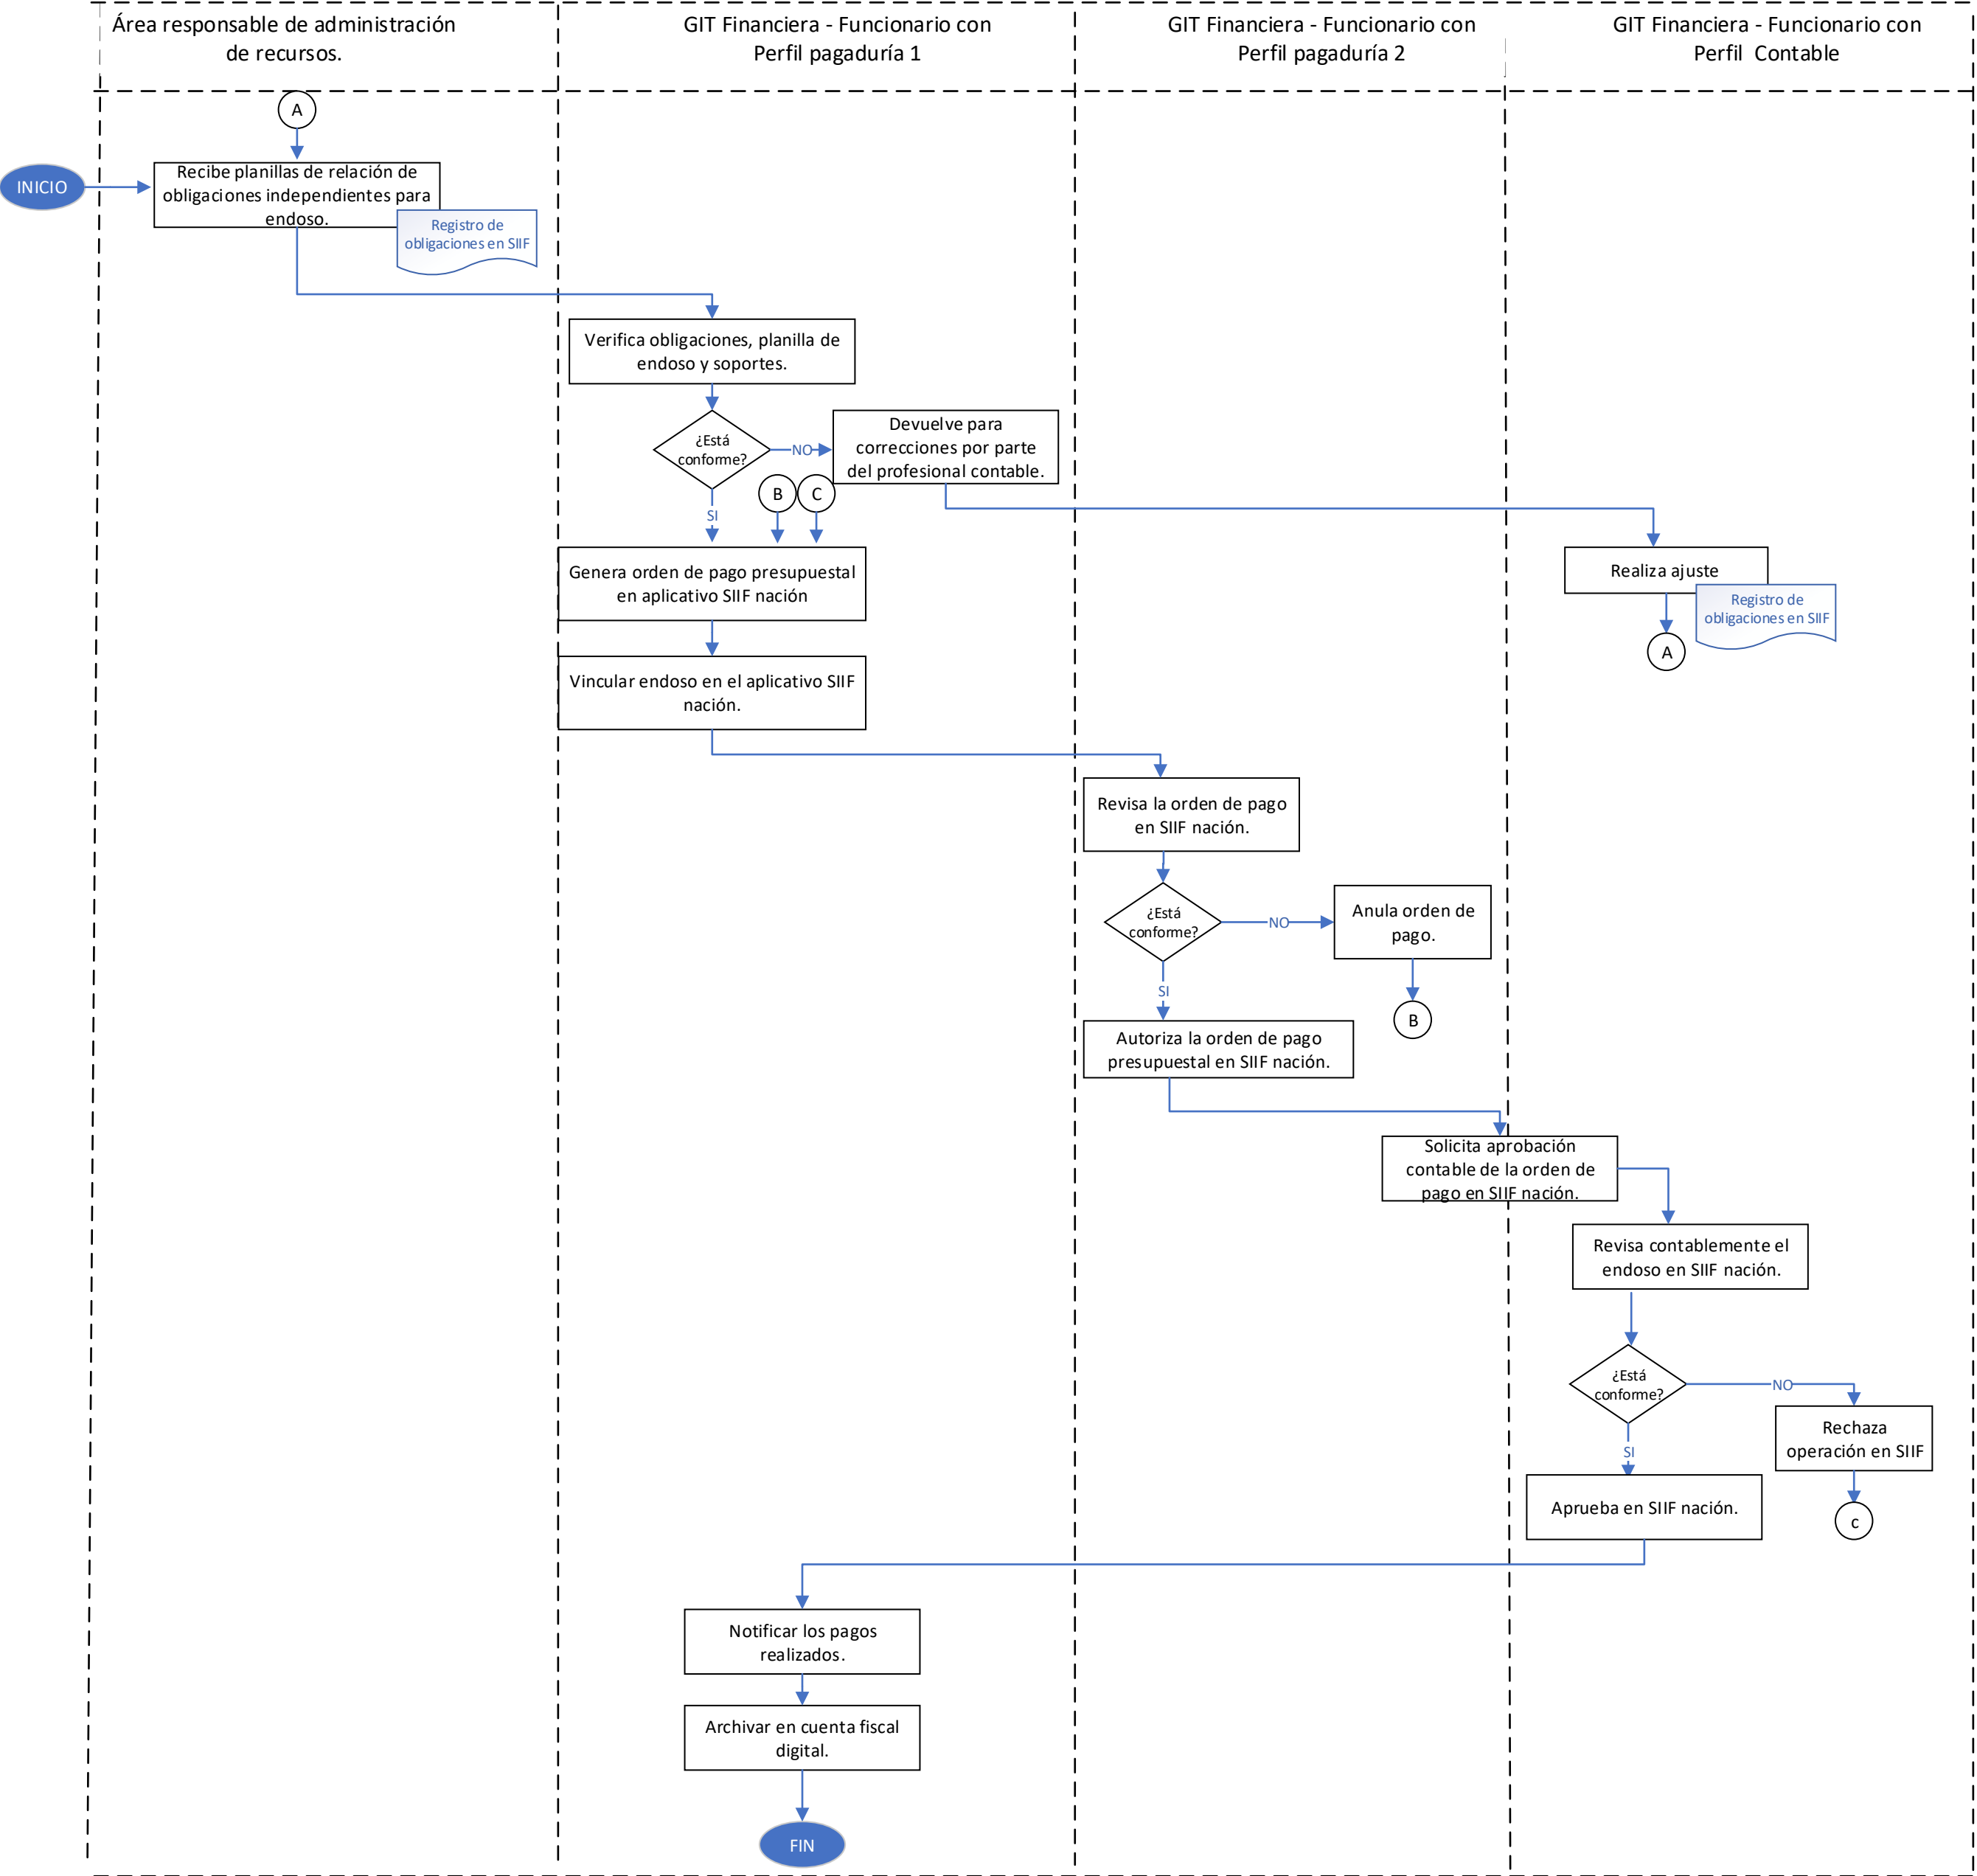 Área responsable de administración
de recursos.
GIT Financiera - Funcionario con
Perfil pagaduría 1
GIT Financiera - Funcionario con
Perfil pagaduría 2
GIT Financiera - Funcionario con
Perfil Contable
A
INICIO
Recibe planillas de relación de
obligaciones independientes para
endoso.
Registro de
obligaciones en SIIF
Verifica obligaciones, planilla de
endoso y soportes.
¿Está
conforme?
NO
Devuelve para
correcciones por parte
del profesional contable.
B
C
SI
Genera orden de pago presupuestal
en aplicativo SIIF nación
Realiza ajuste
Registro de
obligaciones en SIIF
A
Vincular endoso en el aplicativo SIIF
nación.
Revisa la orden de pago
en SIIF nación.
¿Está
conforme?
NO
Anula orden de
pago.
SI
B
Autoriza la orden de pago
presupuestal en SIIF nación.
Solicita aprobación
contable de la orden de
pago en SIIF nación.
Revisa contablemente el
endoso en SIIF nación.
¿Está
conforme?
NO
Rechaza
operación en SIIF
SI
Aprueba en SIIF nación.
c
Notificar los pagos
realizados.
Archivar en cuenta fiscal
digital.
FIN